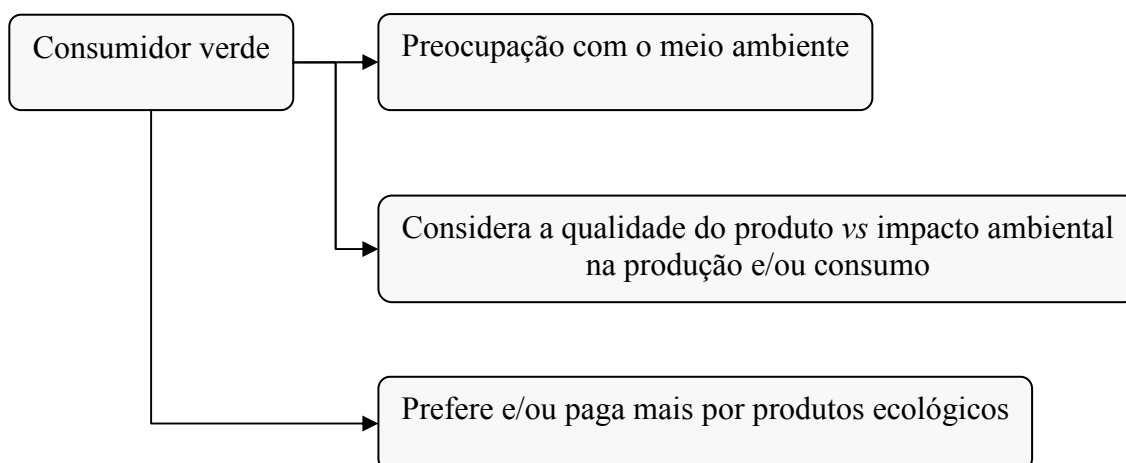 Consumidor verde
Preocupação com o meio ambiente
Considera a qualidade do produto vs impacto ambiental
na produção e/ou consumo
Prefere e/ou paga mais por produtos ecológicos